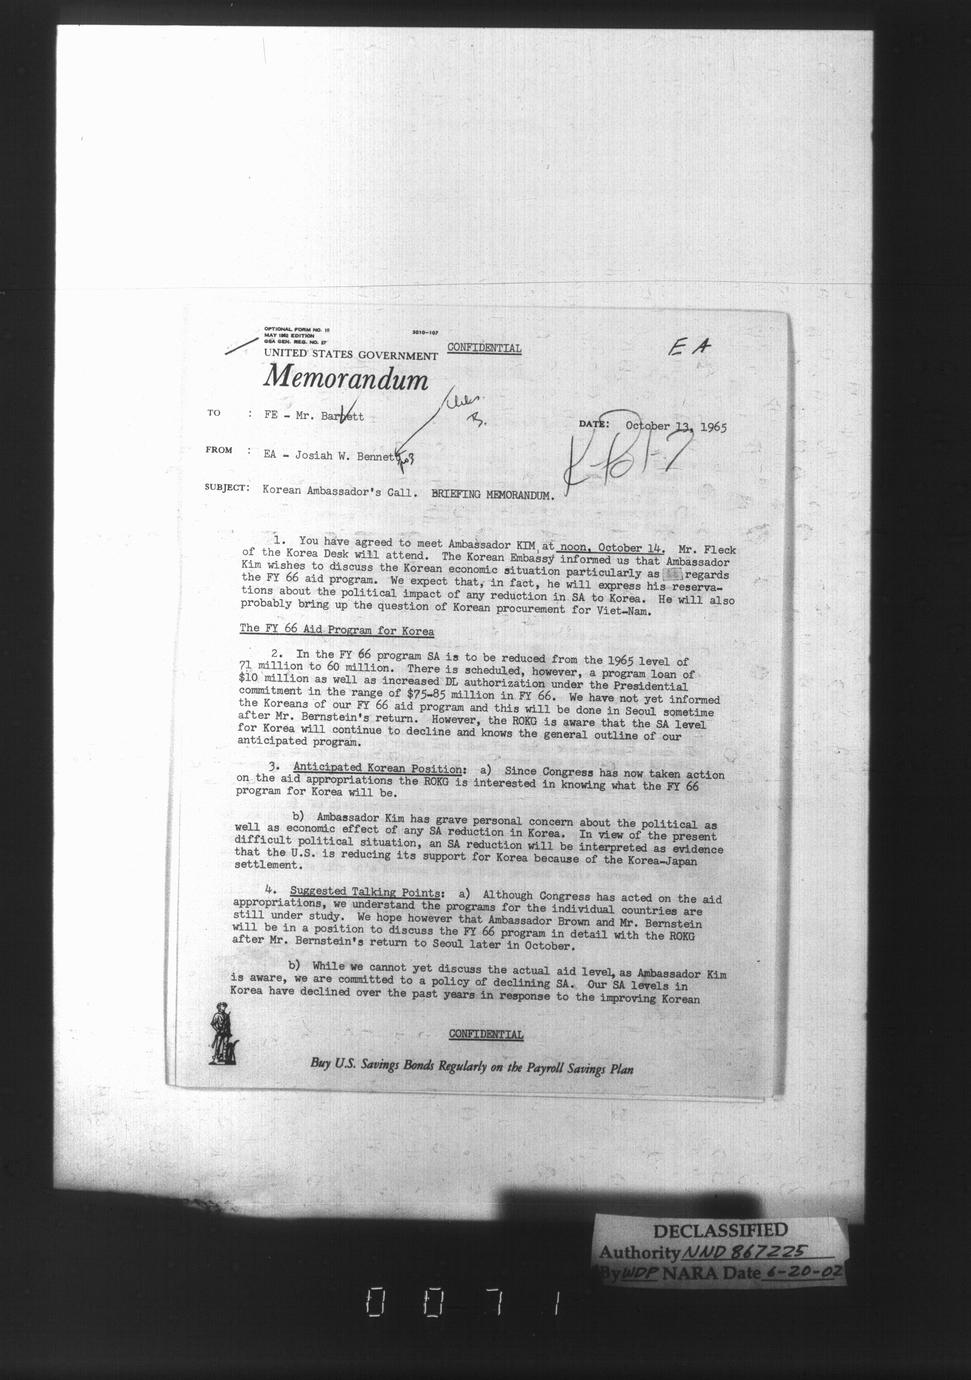 OPTIONAL FORM NO. 10
MAY 1962 EDITION
GSA GEN. REG. NO. 27
5010-107
UNITED STATES GOVERNMENT
CONFIDENTIAL
E A
Memorandum
TO : FE - Mr. Barnett
DATE: October 13, 1965
FROM : EA - Josiah W. Bennett
SUBJECT: Korean Ambassador's Call. BRIEFING MEMORANDUM.
1. You have agreed to meet Ambassador KIM at noon, October 14. Mr. Fleck
of the Korea Desk will attend. The Korean Embassy informed us that Ambassador
Kim wishes to discuss the Korean economic situation particularly as regards
the FY 66 aid program. We expect that, in fact, he will express his reserva-
tions about the political impact of any reduction in SA to Korea. He will also
probably bring up the question of Korean procurement for Viet-Nam.
The FY 66 Aid Program for Korea
2. In the FY 66 program SA is to be reduced from the 1965 level of
71 million to 60 million. There is scheduled, however, a program loan of
$10 million as well as increased DL authorization under the Presidential
commitment in the range of $75-85 million in FY 66. We have not yet informed
the Koreans of our FY 66 aid program and this will be done in Seoul sometime
after Mr. Bernstein's return. However, the ROKG is aware that the SA level
for Korea will continue to decline and knows the general outline of our
anticipated program.
3. Anticipated Korean Position: a) Since Congress has now taken action
on the aid appropriations the ROKG is interested in knowing what the FY 66
program for Korea will be.
b) Ambassador Kim has grave personal concern about the political as
well as economic effect of any SA reduction in Korea. In view of the present
difficult political situation, an SA reduction will be interpreted as evidence
that the U.S. is reducing its support for Korea because of the Korea-Japan
settlement.
4. Suggested Talking Points: a) Although Congress has acted on the aid
appropriations, we understand the programs for the individual countries are
still under study. We hope however that Ambassador Brown and Mr. Bernstein
will be in a position to discuss the FY 66 program in detail with the ROKG
after Mr. Bernstein's return to Seoul later in October.
b) While we cannot yet discuss the actual aid level, as Ambassador Kim
is aware, we are committed to a policy of declining SA. Our SA levels in
Korea have declined over the past years in response to the improving Korean
CONFIDENTIAL
Buy U.S. Savings Bonds Regularly on the Payroll Savings Plan
DECLASSIFIED
Authority NND 867225
By WDP NARA Date 6-20-02
0071